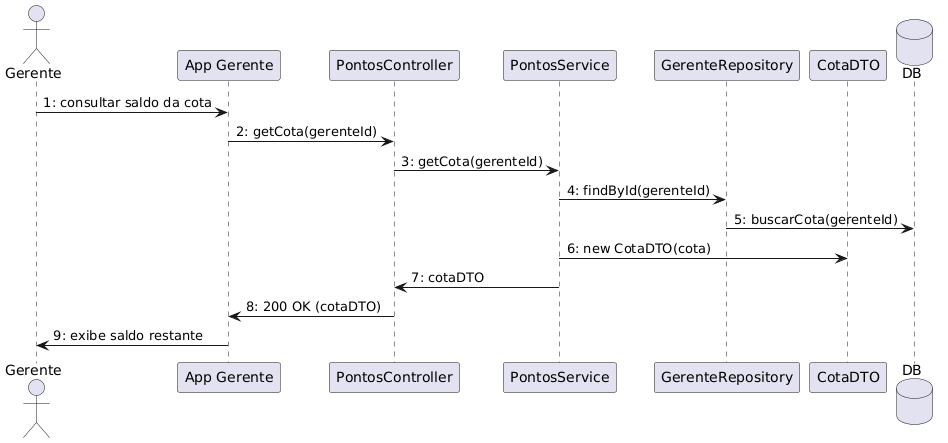 Gerente
App Gerente
PontosController
PontosService
GerenteRepository
CotaDTO
DB
1: consultar saldo da cota
2: getCota(gerenteId)
3: getCota(gerenteId)
4: findById(gerenteId)
5: buscarCota(gerenteId)
6: new CotaDTO(cota)
7: cotaDTO
8: 200 OK (cotaDTO)
9: exibe saldo restante
Gerente
App Gerente
PontosController
PontosService
GerenteRepository
CotaDTO
DB